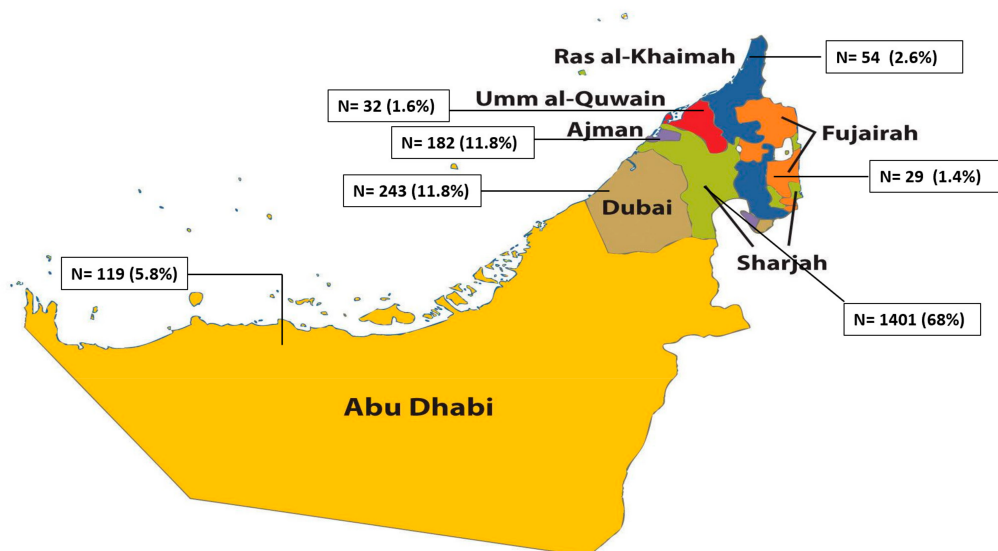 Ras al-Khaimah
N= 54 (2.6%)
N= 32 (1.6%)
Umm al-Quwain
Ajman
N= 182 (11.8%)
Fujairah
N= 243 (11.8%)
N= 29 (1.4%)
Dubai
Sharjah
N= 119 (5.8%)
N= 1401 (68%)
Abu Dhabi